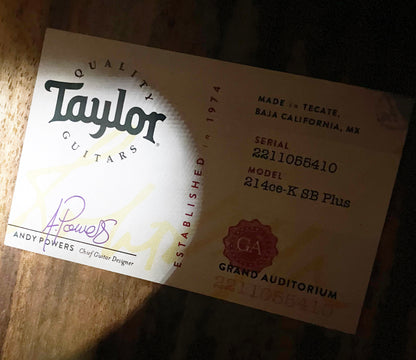 QUALITY
Taylor
GUITARS
ESTABLISHED in 1974
MADE in TECATE,
BAJA CALIFORNIA, MX
SERIAL
2211055410
MODEL
214ce-K SB Plus
A Powers
ANDY POWERS Chief Guitar Designer
GA
GRAND AUDITORIUM
2211055410